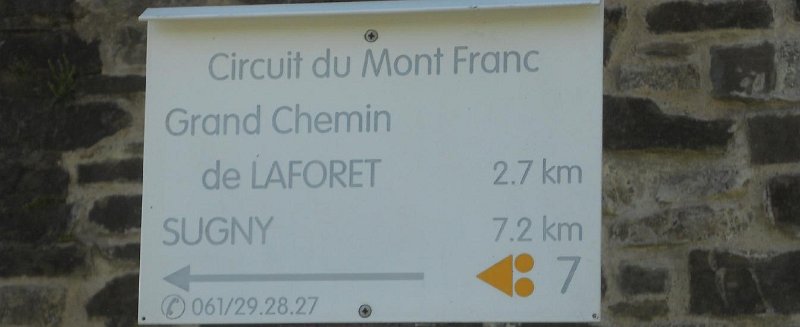 Circuit du Mont Franc
Grand Chemin
de LAFORET 2.7 km
SUGNY 7.2 km
7
061/29.28.27